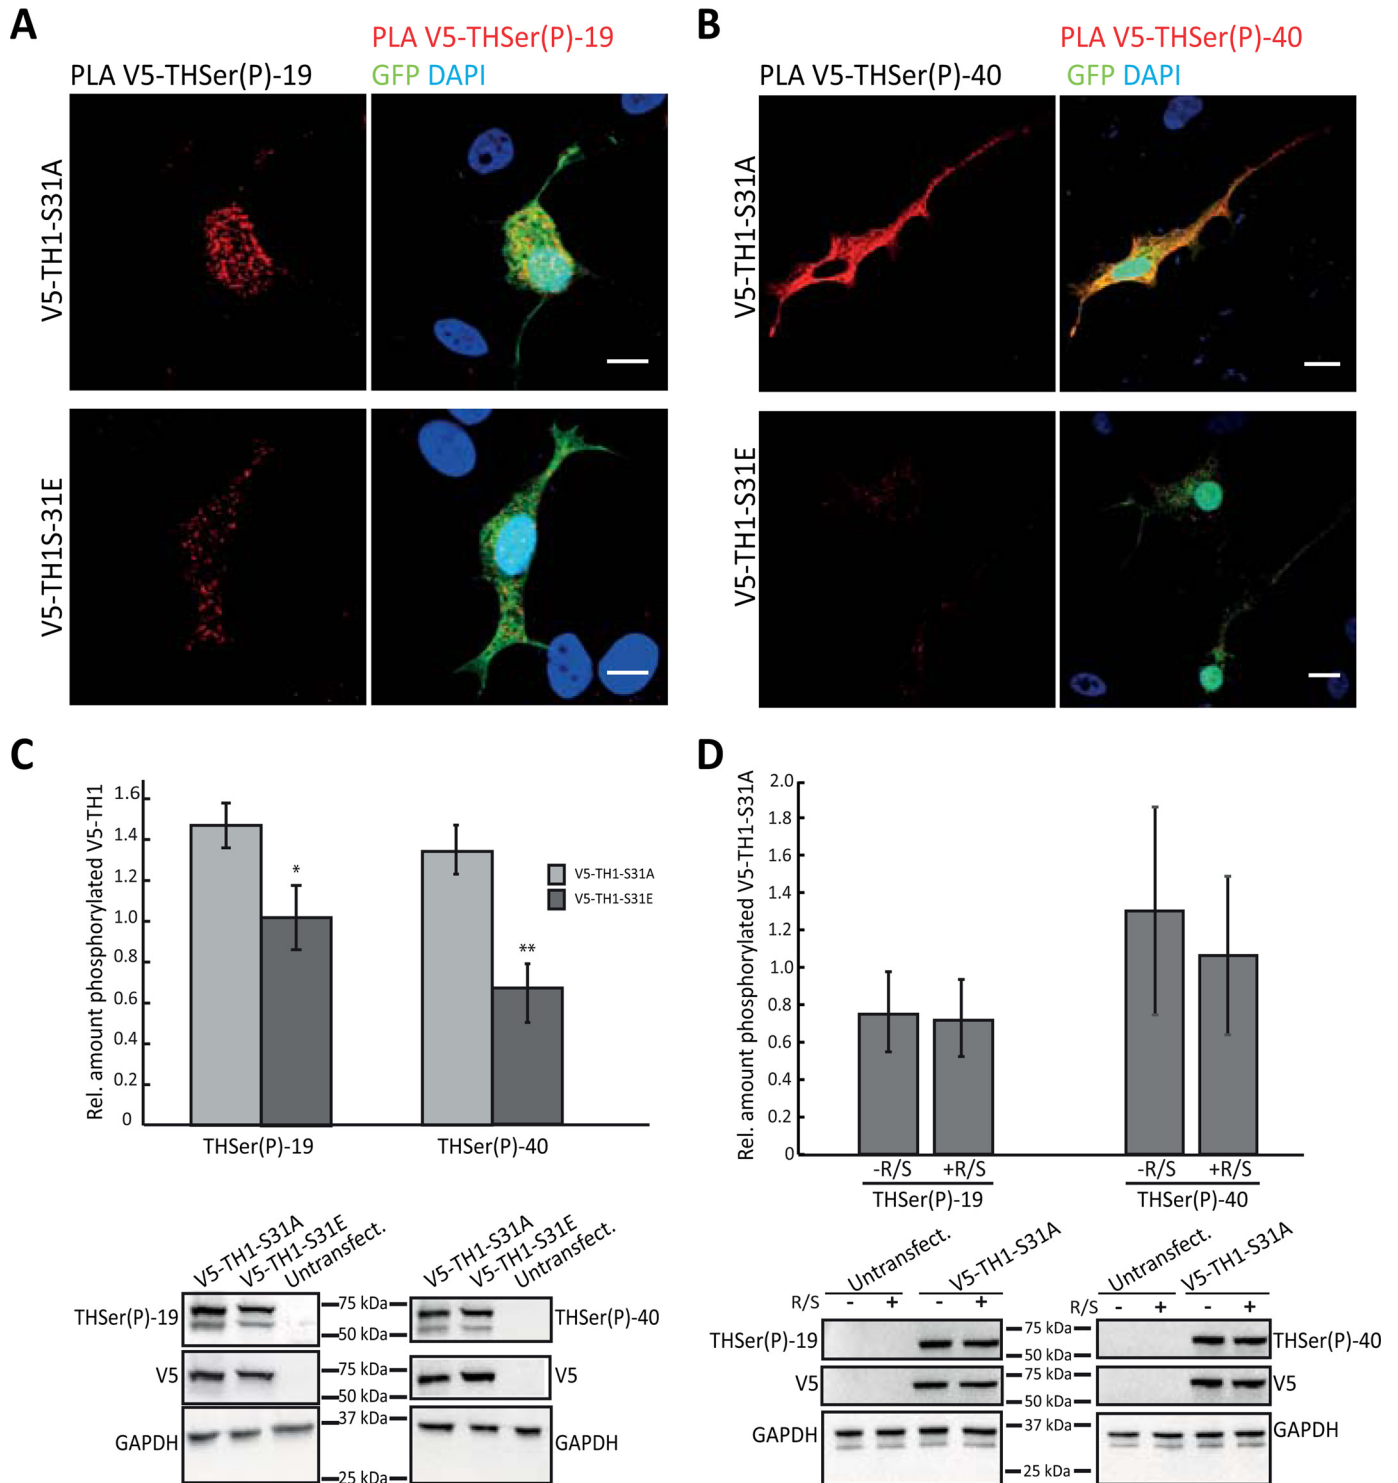 A
PLA V5-THSer(P)-19
PLA V5-THSer(P)-19
GFP DAPI
V5-TH1-S31A
V5-TH1S-31E
B
PLA V5-THSer(P)-40
PLA V5-THSer(P)-40
GFP DAPI
V5-TH1-S31A
V5-TH1-S31E
C
Rel. amount phosphorylated V5-TH1
1.6
1.4
1.2
1.0
0.8
0.6
0.4
0.2
0
*
**
V5-TH1-S31A
V5-TH1-S31E
THSer(P)-19
THSer(P)-40
V5-TH1-S31A
V5-TH1-S31E
Untransfect.
V5-TH1-S31A
V5-TH1-S31E
Untransfect.
THSer(P)-19
75 kDa
50 kDa
THSer(P)-40
V5
75 kDa
50 kDa
V5
GAPDH
37 kDa
25 kDa
GAPDH
D
Rel. amount phosphorylated V5-TH1-S31A
2.0
1.8
1.6
1.4
1.2
1.0
0.8
0.6
0.4
0.2
0
-R/S +R/S
THSer(P)-19
-R/S +R/S
THSer(P)-40
Untransfect.
V5-TH1-S31A
Untransfect.
V5-TH1-S31A
R/S - + - +
R/S - + - +
THSer(P)-19
75 kDa
50 kDa
THSer(P)-40
V5
75 kDa
50 kDa
V5
GAPDH
37 kDa
25 kDa
GAPDH